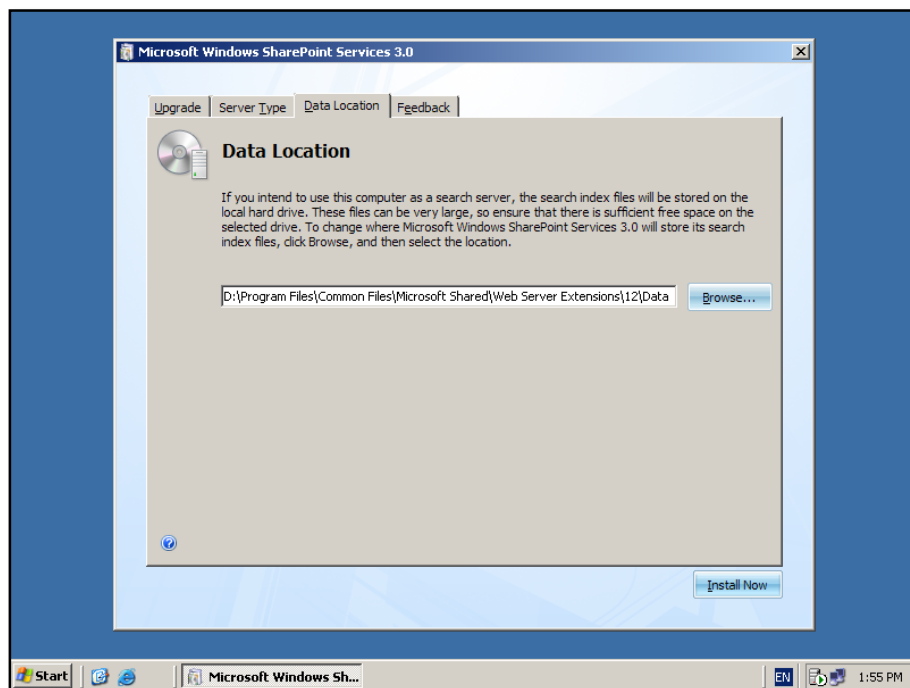 Microsoft Windows SharePoint Services 3.0
Upgrade Server Type Data Location Feedback
Data Location
If you intend to use this computer as a search server, the search index files will be stored on the
local hard drive. These files can be very large, so ensure that there is sufficient free space on the
selected drive. To change where Microsoft Windows SharePoint Services 3.0 will store its search
index files, click Browse, and then select the location.
D:\Program Files\Common Files\Microsoft Shared\Web Server Extensions\12\Data Browse...
Install Now
Start Microsoft Windows Sh... EN 1:55 PM